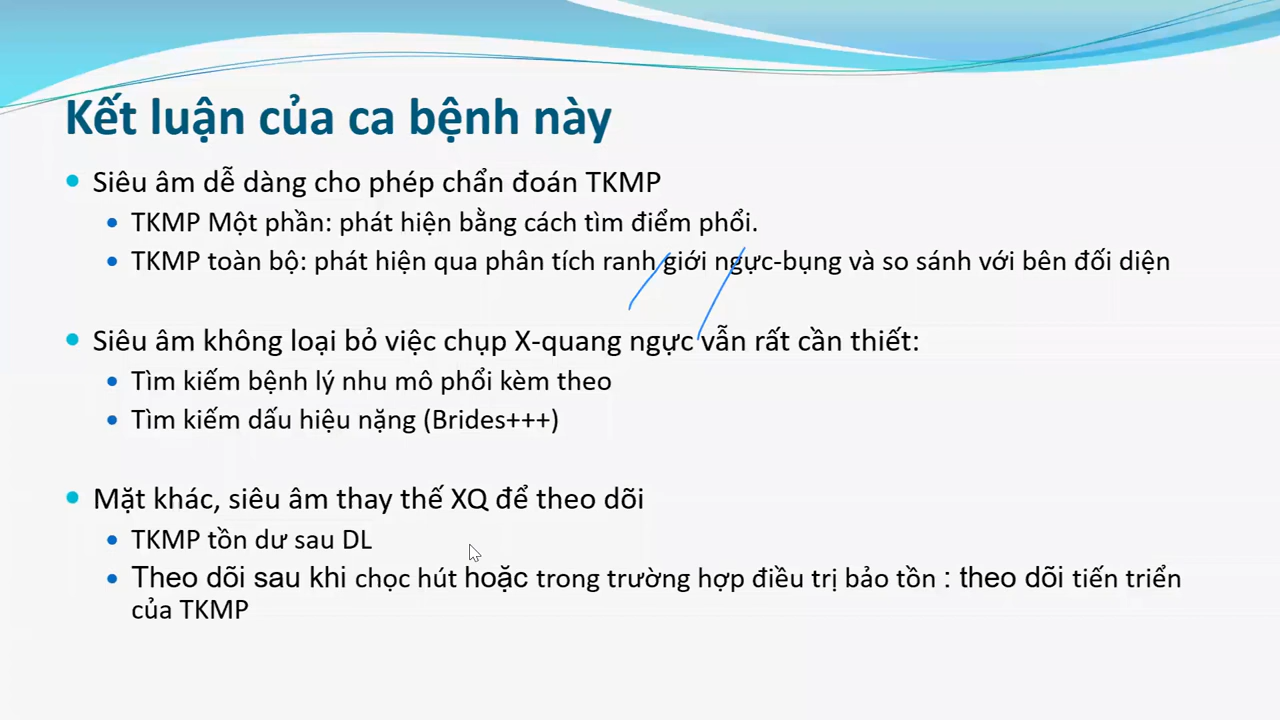 Kết luận của ca bệnh này
Siêu âm dễ dàng cho phép chẩn đoán TKMP
TKMP Một phần: phát hiện bằng cách tìm điểm phổi.
TKMP toàn bộ: phát hiện qua phân tích ranh giới ngực-bụng và so sánh với bên đối diện
Siêu âm không loại bỏ việc chụp X-quang ngực vẫn rất cần thiết:
Tìm kiếm bệnh lý nhu mô phổi kèm theo
Tìm kiếm dấu hiệu nặng (Brides+++)
Mặt khác, siêu âm thay thế XQ để theo dõi
TKMP tồn dư sau DL
Theo dõi sau khi chọc hút hoặc trong trường hợp điều trị bảo tồn : theo dõi tiến triển
của TKMP